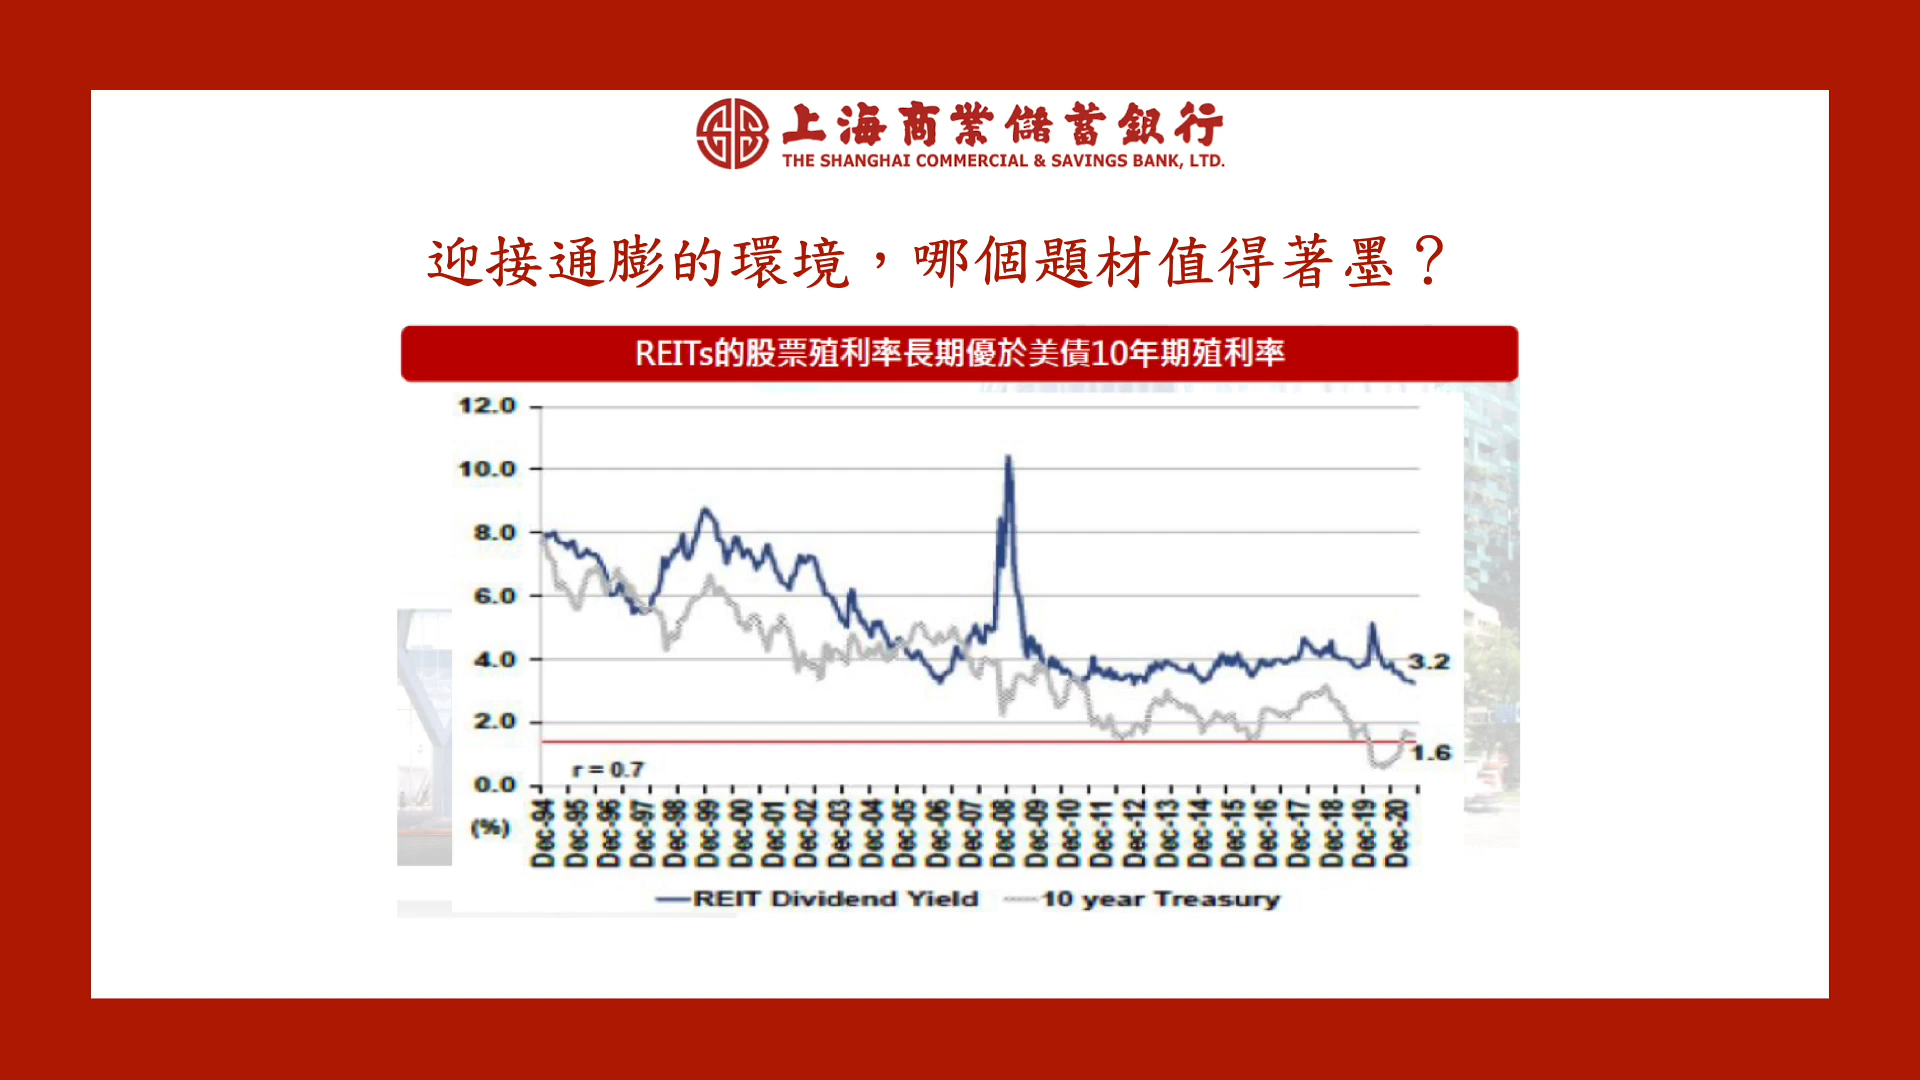 上海商業儲蓄銀行
THE SHANGHAI COMMERCIAL & SAVINGS BANK, LTD.
迎接通膨的環境，哪個題材值得著墨？
REITs的股票殖利率長期優於美債10年期殖利率
12.0
10.0
8.0
6.0
4.0
2.0
0.0
(%)
3.2
1.6
r = 0.7
Dec-94
Dec-95
Dec-96
Dec-97
Dec-98
Dec-99
Dec-00
Dec-01
Dec-02
Dec-03
Dec-04
Dec-05
Dec-06
Dec-07
Dec-08
Dec-09
Dec-10
Dec-11
Dec-12
Dec-13
Dec-14
Dec-15
Dec-16
Dec-17
Dec-18
Dec-19
Dec-20
REIT Dividend Yield
10 year Treasury